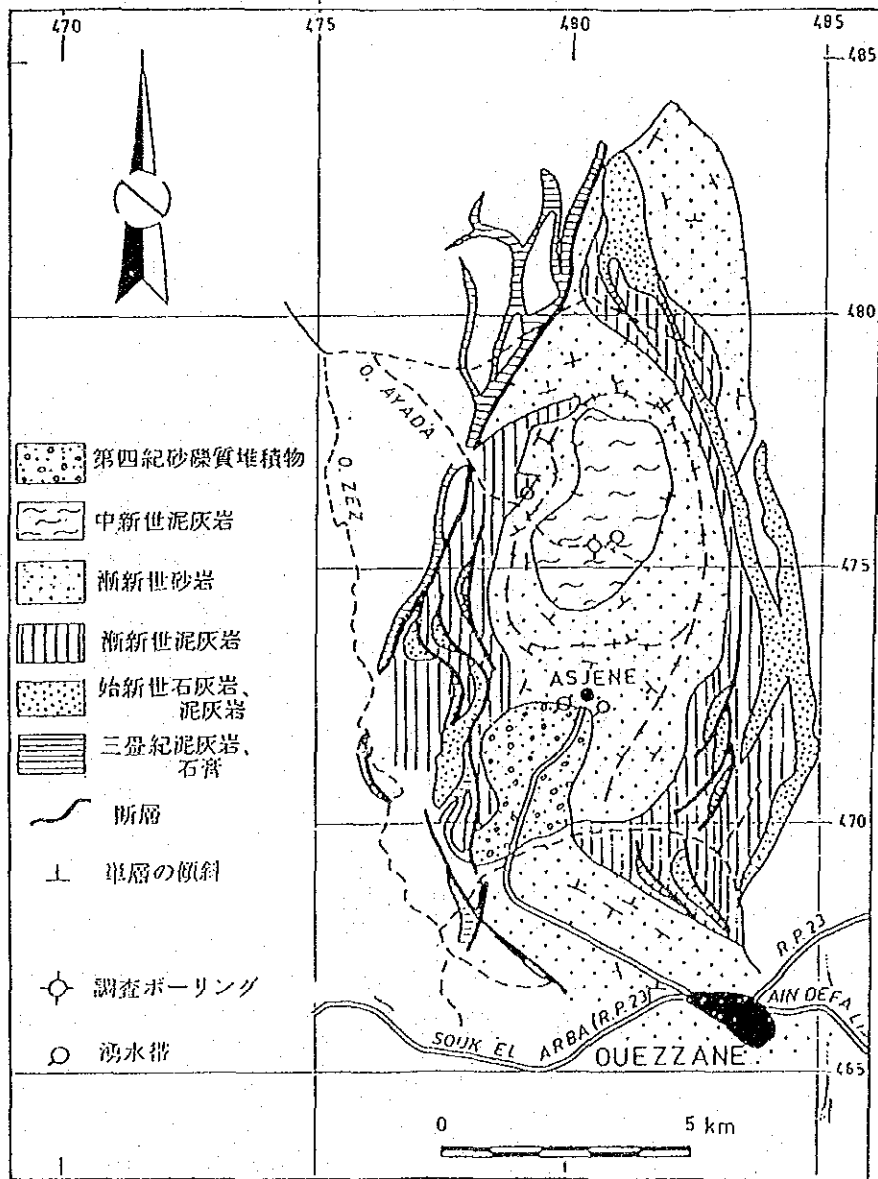 470 475 480 485
485
480
O. AYADA
O. ZEZ
第四紀砂礫質堆積物
中新世泥灰岩
475
漸新世砂岩
漸新世泥灰岩
始新世石灰岩、
泥灰岩
ASJENE
三畳紀泥灰岩、
石膏
断層
470
単層の傾斜
R.P.23
調査ボーリング
AIN DEFALI
SOUK EL ARBA (R.P.23)
湧水帯
OUEZZANE
465
0 5 km